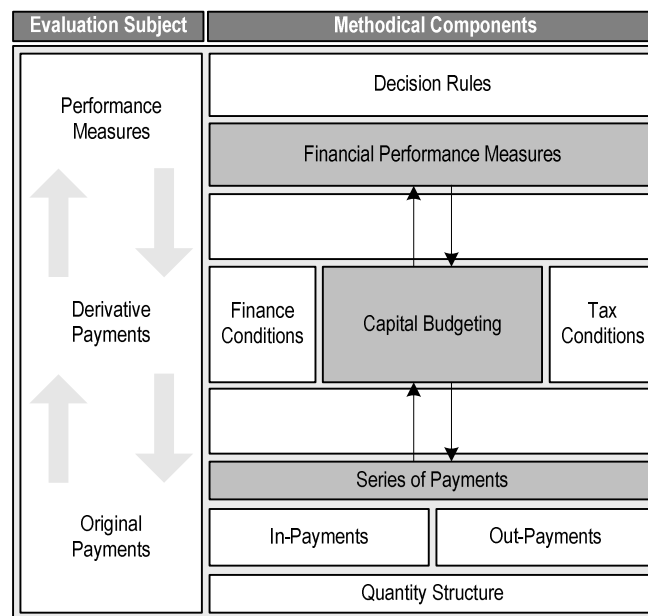 Evaluation Subject
Methodical Components
Performance
Measures
Decision Rules
Financial Performance Measures
Derivative
Payments
Finance
Conditions
Capital Budgeting
Tax
Conditions
Series of Payments
Original
Payments
In-Payments
Out-Payments
Quantity Structure